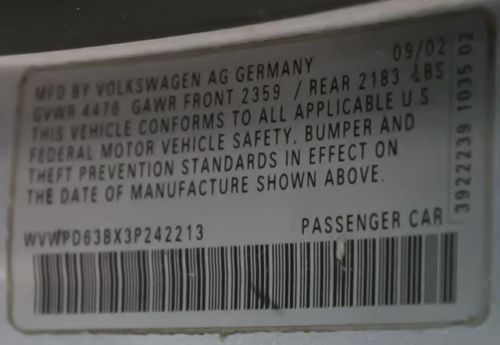 09/02
MFD BY VOLKSWAGEN AG GERMANY
GVWR 4476 GAWR FRONT 2359 / REAR 2183 LBS
THIS VEHICLE CONFORMS TO ALL APPLICABLE U.S.
FEDERAL MOTOR VEHICLE SAFETY, BUMPER AND
THEFT PREVENTION STANDARDS IN EFFECT ON
THE DATE OF MANUFACTURE SHOWN ABOVE.
WVWPD63BX3P242213 PASSENGER CAR
3922239 1035 02